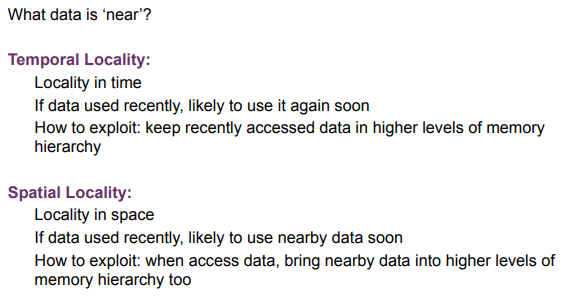 What data is ‘near’?
Temporal Locality:
Locality in time
If data used recently, likely to use it again soon
How to exploit: keep recently accessed data in higher levels of memory
hierarchy
Spatial Locality:
Locality in space
If data used recently, likely to use nearby data soon
How to exploit: when access data, bring nearby data into higher levels of
memory hierarchy too